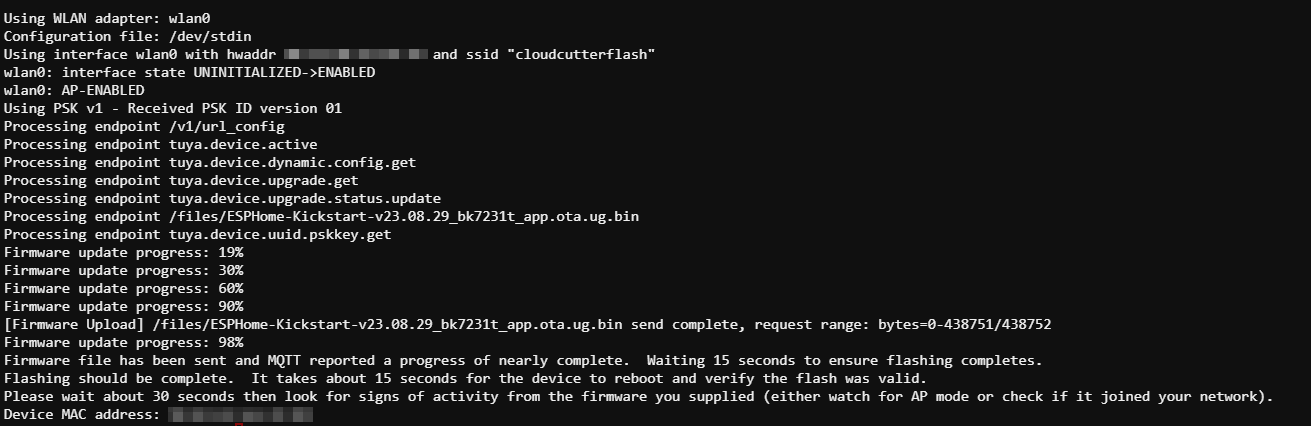 Using WLAN adapter: wlan0
Configuration file: /dev/stdin
Using interface wlan0 with hwaddr and ssid "cloudcutterflash"
wlan0: interface state UNINITIALIZED->ENABLED
wlan0: AP-ENABLED
Using PSK v1 - Received PSK ID version 01
Processing endpoint /v1/url_config
Processing endpoint tuya.device.active
Processing endpoint tuya.device.dynamic.config.get
Processing endpoint tuya.device.upgrade.get
Processing endpoint tuya.device.upgrade.status.update
Processing endpoint /files/ESPHome-Kickstart-v23.08.29_bk7231t_app.ota.ug.bin
Processing endpoint tuya.device.uuid.pskkey.get
Firmware update progress: 19%
Firmware update progress: 30%
Firmware update progress: 60%
Firmware update progress: 90%
[Firmware Upload] /files/ESPHome-Kickstart-v23.08.29_bk7231t_app.ota.ug.bin send complete, request range: bytes=0-438751/438752
Firmware update progress: 98%
Firmware file has been sent and MQTT reported a progress of nearly complete.  Waiting 15 seconds to ensure flashing completes.
Flashing should be complete.  It takes about 15 seconds for the device to reboot and verify the flash was valid.
Please wait about 30 seconds then look for signs of activity from the firmware you supplied (either watch for AP mode or check if it joined your network).
Device MAC address: